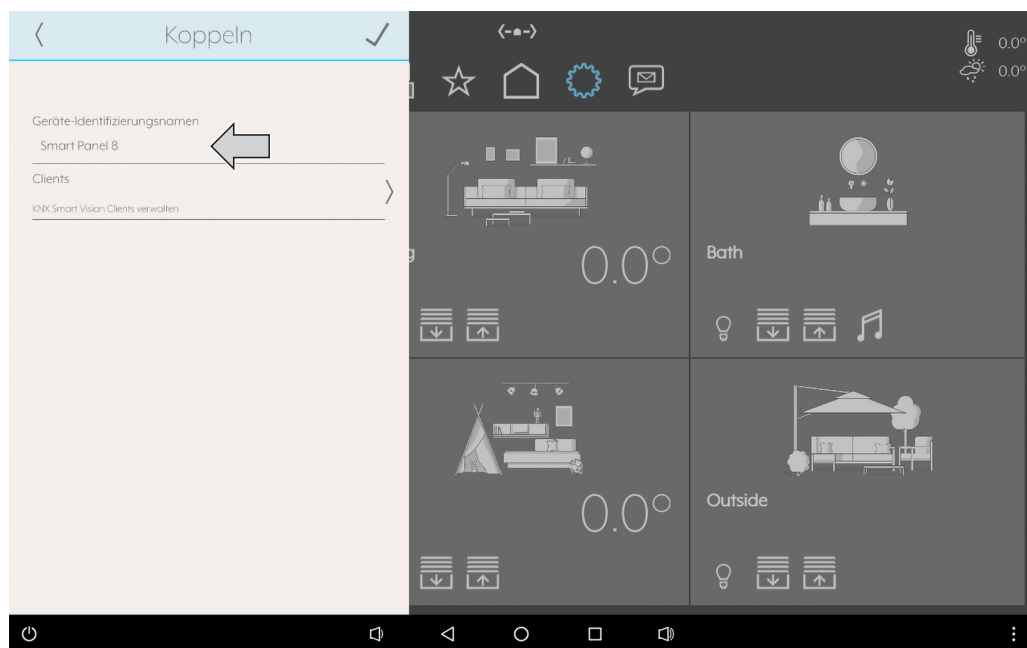 Koppeln
0.0°
0.0°
Geräte-Identifizierungsnamen
Smart Panel 8
Clients
KNX Smart Vision Clients verwalten
g
0.0°
Bath
0.0°
Outside